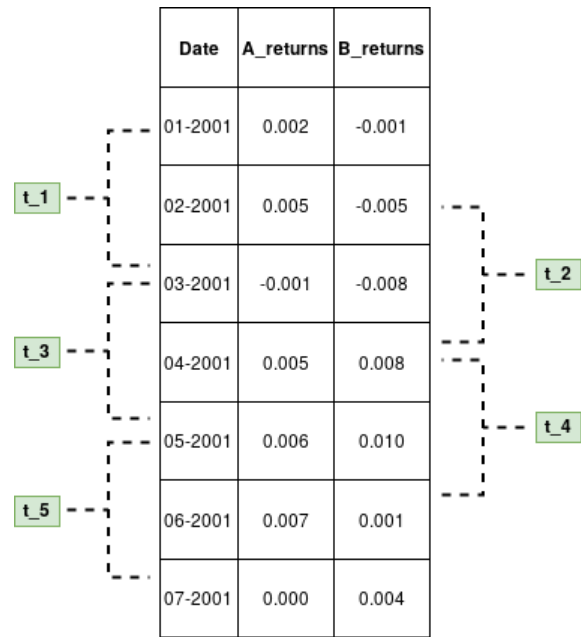 Date A_returns B_returns
01-2001 0.002 -0.001
t_1
02-2001 0.005 -0.005
t_2
03-2001 -0.001 -0.008
t_3
04-2001 0.005 0.008
t_4
05-2001 0.006 0.010
t_5
06-2001 0.007 0.001
07-2001 0.000 0.004